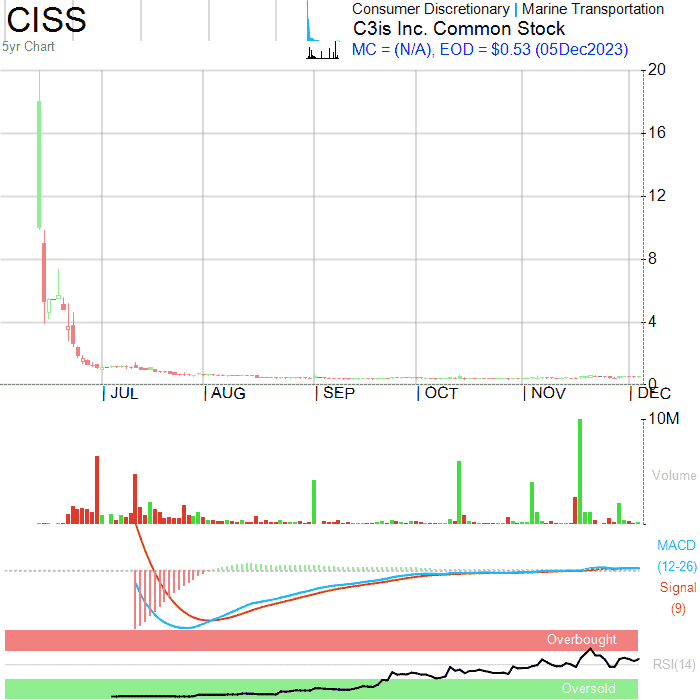 CISS
5yr Chart
Consumer Discretionary | Marine Transportation
C3is Inc. Common Stock
MC = (N/A), EOD = $0.53 (05Dec2023)
20
16
12
8
4
0
JUL AUG SEP OCT NOV DEC
10M
Volume
MACD
(12-26)
Signal
(9)
Overbought
RSI(14)
Oversold